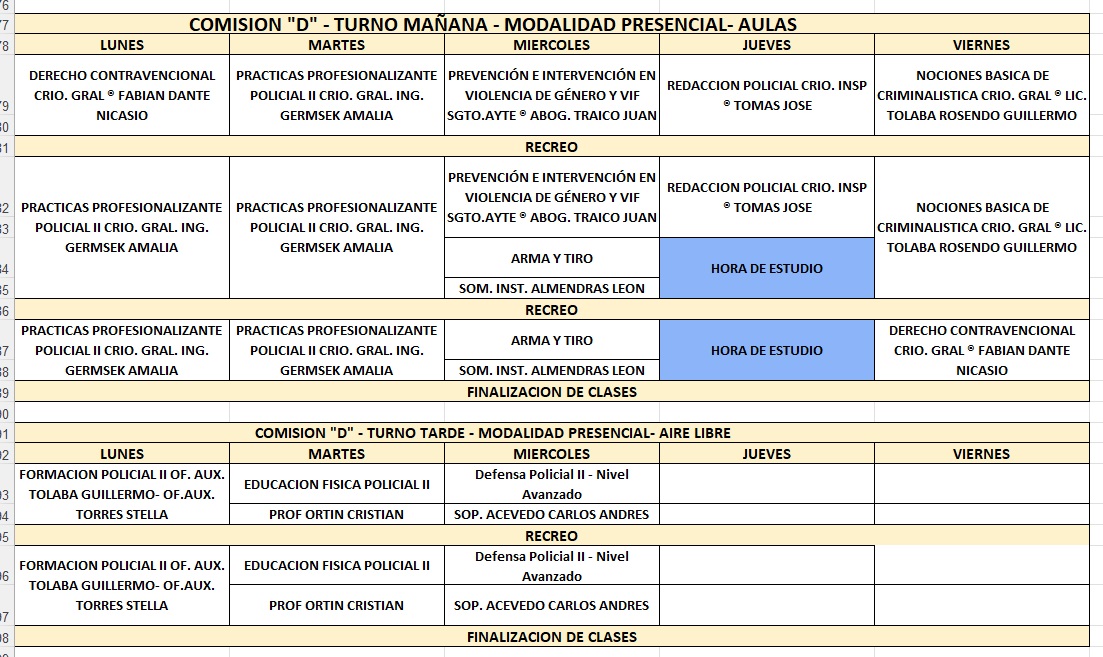 COMISION "D" - TURNO MAÑANA - MODALIDAD PRESENCIAL- AULAS
LUNES MARTES MIERCOLES JUEVES VIERNES
DERECHO CONTRAVENCIONAL
CRIO. GRAL ® FABIAN DANTE
NICASIO
PRACTICAS PROFESIONALIZANTE
POLICIAL II CRIO. GRAL. ING.
GERMSEK AMALIA
PREVENCIÓN E INTERVENCIÓN EN
VIOLENCIA DE GÉNERO Y VIF
SGTO.AYTE ® ABOG. TRAICO JUAN
REDACCION POLICIAL CRIO. INSP
® TOMAS JOSE
NOCIONES BASICA DE
CRIMINALISTICA CRIO. GRAL ® LIC.
TOLABA ROSENDO GUILLERMO
RECREO
PRACTICAS PROFESIONALIZANTE
POLICIAL II CRIO. GRAL. ING.
GERMSEK AMALIA
PRACTICAS PROFESIONALIZANTE
POLICIAL II CRIO. GRAL. ING.
GERMSEK AMALIA
PREVENCIÓN E INTERVENCIÓN EN
VIOLENCIA DE GÉNERO Y VIF
SGTO.AYTE ® ABOG. TRAICO JUAN
ARMA Y TIRO
SOM. INST. ALMENDRAS LEON
REDACCION POLICIAL CRIO. INSP
® TOMAS JOSE
HORA DE ESTUDIO
NOCIONES BASICA DE
CRIMINALISTICA CRIO. GRAL ® LIC.
TOLABA ROSENDO GUILLERMO
RECREO
PRACTICAS PROFESIONALIZANTE
POLICIAL II CRIO. GRAL. ING.
GERMSEK AMALIA
PRACTICAS PROFESIONALIZANTE
POLICIAL II CRIO. GRAL. ING.
GERMSEK AMALIA
ARMA Y TIRO
SOM. INST. ALMENDRAS LEON
HORA DE ESTUDIO
DERECHO CONTRAVENCIONAL
CRIO. GRAL ® FABIAN DANTE
NICASIO
FINALIZACION DE CLASES
COMISION "D" - TURNO TARDE - MODALIDAD PRESENCIAL- AIRE LIBRE
LUNES MARTES MIERCOLES JUEVES VIERNES
FORMACION POLICIAL II OF. AUX.
TOLABA GUILLERMO- OF.AUX.
TORRES STELLA
EDUCACION FISICA POLICIAL II
PROF ORTIN CRISTIAN
Defensa Policial II - Nivel
Avanzado
SOP. ACEVEDO CARLOS ANDRES
RECREO
FORMACION POLICIAL II OF. AUX.
TOLABA GUILLERMO- OF.AUX.
TORRES STELLA
EDUCACION FISICA POLICIAL II
PROF ORTIN CRISTIAN
Defensa Policial II - Nivel
Avanzado
SOP. ACEVEDO CARLOS ANDRES
FINALIZACION DE CLASES